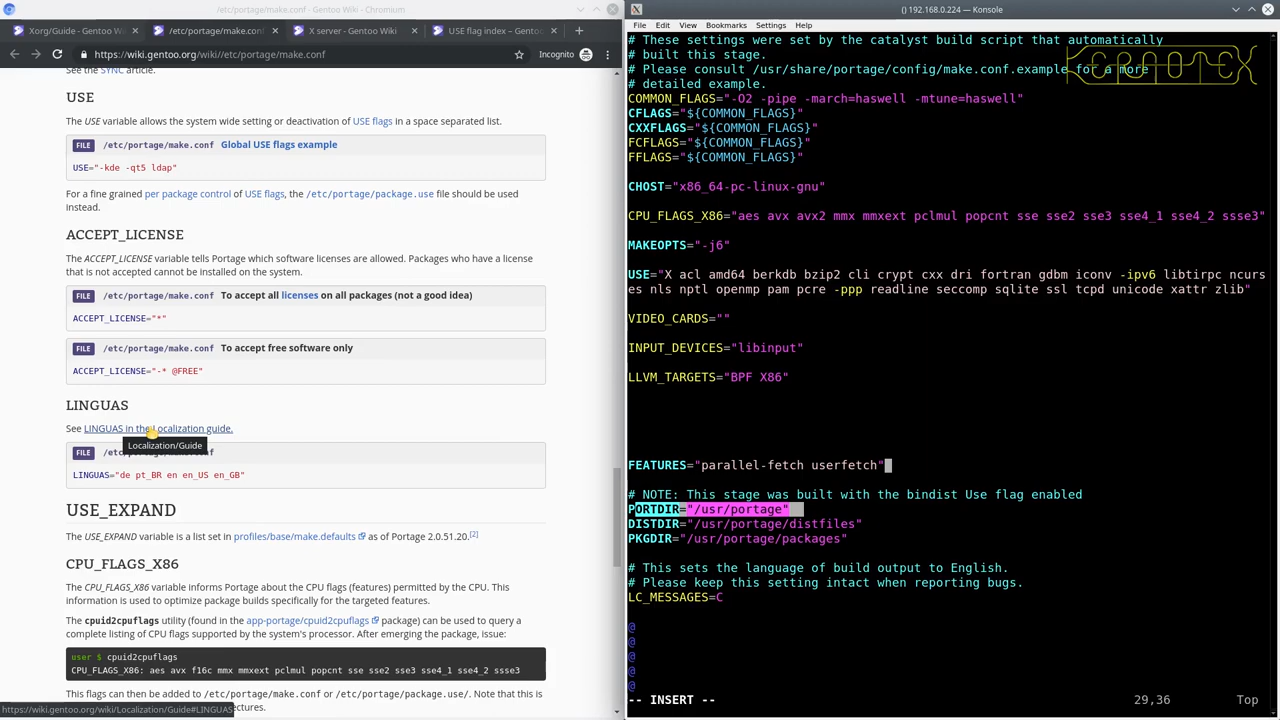 /etc/portage/make.conf - Gentoo Wiki - Chromium
Xorg/Guide - Gentoo W
/etc/portage/make.conf
X server - Gentoo Wiki
USE flag index – Gentoo
https://wiki.gentoo.org/wiki/etc/portage/make.conf
Incognito
See the SYNC article.
USE
The USE variable allows the system wide setting or deactivation of USE flags in a space separated list.
FILE /etc/portage/make.conf Global USE flags example
USE="-kde -qt5 ldap"
For a fine grained per package control of USE flags, the /etc/portage/package.use file should be used
instead.
ACCEPT_LICENSE
The ACCEPT_LICENSE variable tells Portage which software licenses are allowed. Packages who have a license
that is not accepted cannot be installed on the system.
FILE /etc/portage/make.conf To accept all licenses on all packages (not a good idea)
ACCEPT_LICENSE="*"
FILE /etc/portage/make.conf To accept free software only
ACCEPT_LICENSE="-* @FREE"
LINGUAS
See LINGUAS in the Localization guide.
Localization/Guide
FILE
LINGUAS="de pt_BR en en_US en_GB"
USE_EXPAND
The USE_EXPAND variable is a list set in profiles/base/make.defaults as of Portage 2.0.51.20.[2]
CPU_FLAGS_X86
The CPU_FLAGS_X86 variable informs Portage about the CPU flags (features) permitted by the CPU. This
information is used to optimize package builds specifically for the targeted features.
The cpuid2cpuflags utility (found in the app-portage/cpuid2cpuflags package) can be used to query a
complete listing of CPU flags supported by the system's processor. After emerging the package, issue:
user $ cpuid2cpuflags
CPU_FLAGS_X86: aes avx f16c mmx mmxext pclmul popcnt sse sse2 sse3 sse4_1 sse4_2 ssse3
This flags can then be added to /etc/portage/make.conf or /etc/portage/package.use/. Note that this is
https://wiki.gentoo.org/wiki/Localization/Guide#LINGUAS
ctures.
() 192.168.0.224 — Konsole
File Edit View Bookmarks Settings Help
# These settings were set by the catalyst build script that automatically
# built this stage.
# Please consult /usr/share/portage/config/make.conf.example for a more
# detailed example.
KERNOTEX
COMMON_FLAGS="-O2 -pipe -march=haswell -mtune=haswell"
CFLAGS="${COMMON_FLAGS}"
CXXFLAGS="${COMMON_FLAGS}"
FCFLAGS="${COMMON_FLAGS}"
FFLAGS="${COMMON_FLAGS}"
CHOST="x86_64-pc-linux-gnu"
CPU_FLAGS_X86="aes avx avx2 mmx mmxext pclmul popcnt sse sse2 sse3 sse4_1 sse4_2 ssse3"
MAKEOPTS="-j6"
USE="X acl amd64 berkdb bzip2 cli crypt cxx dri fortran gdbm iconv -ipv6 libtirpc ncurs
es nls nptl openmp pam pcre -ppp readline seccomp sqlite ssl tcpd unicode xattr zlib"
VIDEO_CARDS=""
INPUT_DEVICES="libinput"
LLVM_TARGETS="BPF X86"
FEATURES="parallel-fetch userfetch"
# NOTE: This stage was built with the bindist Use flag enabled
PORTDIR="/usr/portage"
DISTDIR="/usr/portage/distfiles"
PKGDIR="/usr/portage/packages"
# This sets the language of build output to English.
# Please keep this setting intact when reporting bugs.
LC_MESSAGES=C
@
@
@
@
@
-- INSERT -- 29,36 Top